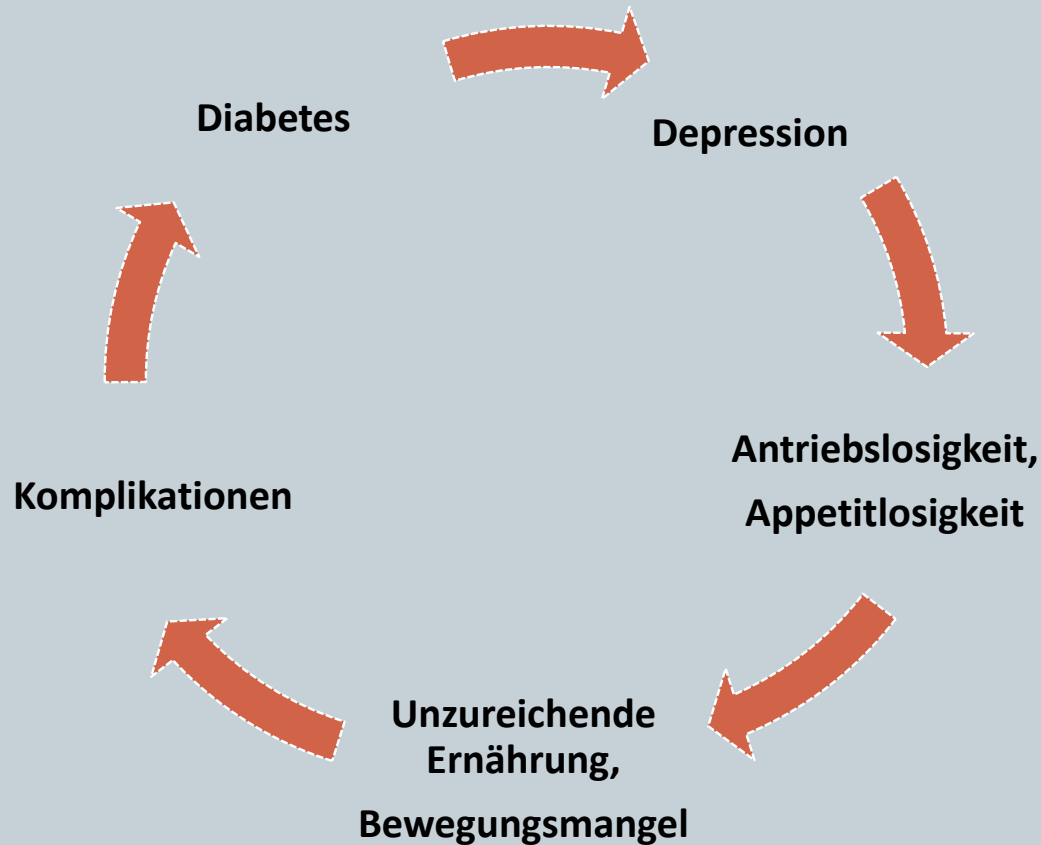 Diabetes
Depression
Antriebslosigkeit,
Appetitlosigkeit
Unzureichende
Ernährung,
Bewegungsmangel
Komplikationen